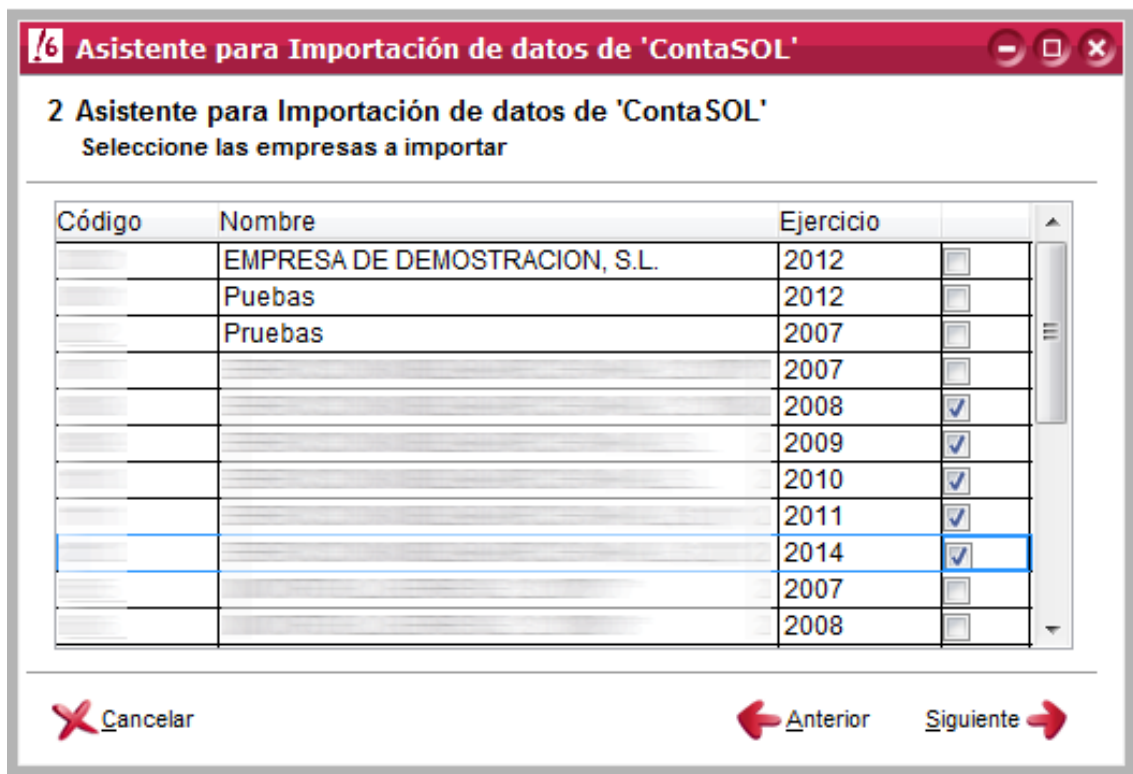 Asistente para Importación de datos de 'ContaSOL'
2 Asistente para Importación de datos de 'ContaSOL'
Seleccione las empresas a importar
Código Nombre Ejercicio
EMPRESA DE DEMOSTRACION, S.L. 2012
Puebas 2012
Pruebas 2007
2007
2008
2009
2010
2011
2014
2007
2008
Cancelar Anterior Siguiente